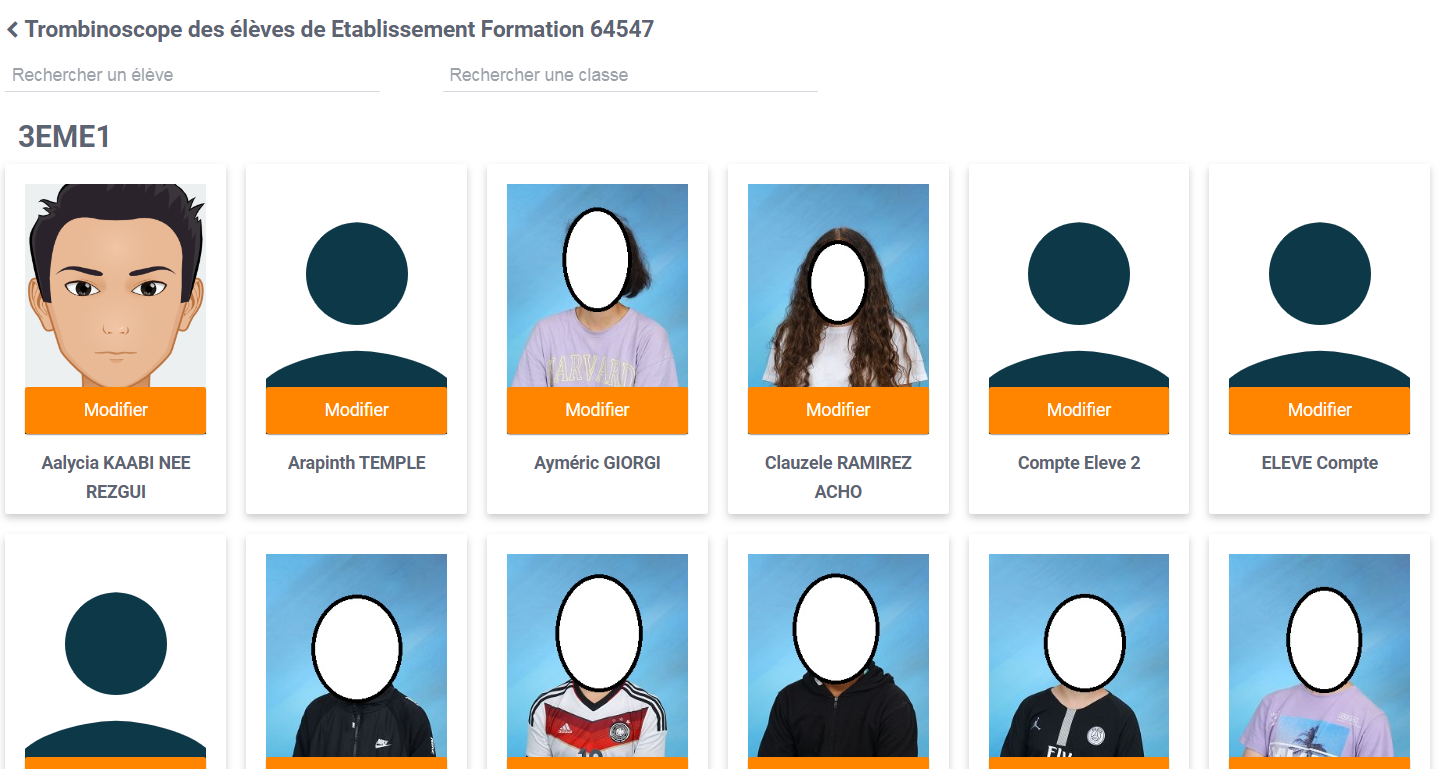 Trombinoscope des élèves de Etablissement Formation 64547
Rechercher un élève
Rechercher une classe
3EME1
HARVARD
Modifier
Modifier
Modifier
Modifier
Modifier
Modifier
Aalycia KAABI NEE
REZGUI
Arapinth TEMPLE
Ayméric GIORGI
Clauzele RAMIREZ
ACHO
Compte Eleve 2
ELEVE Compte